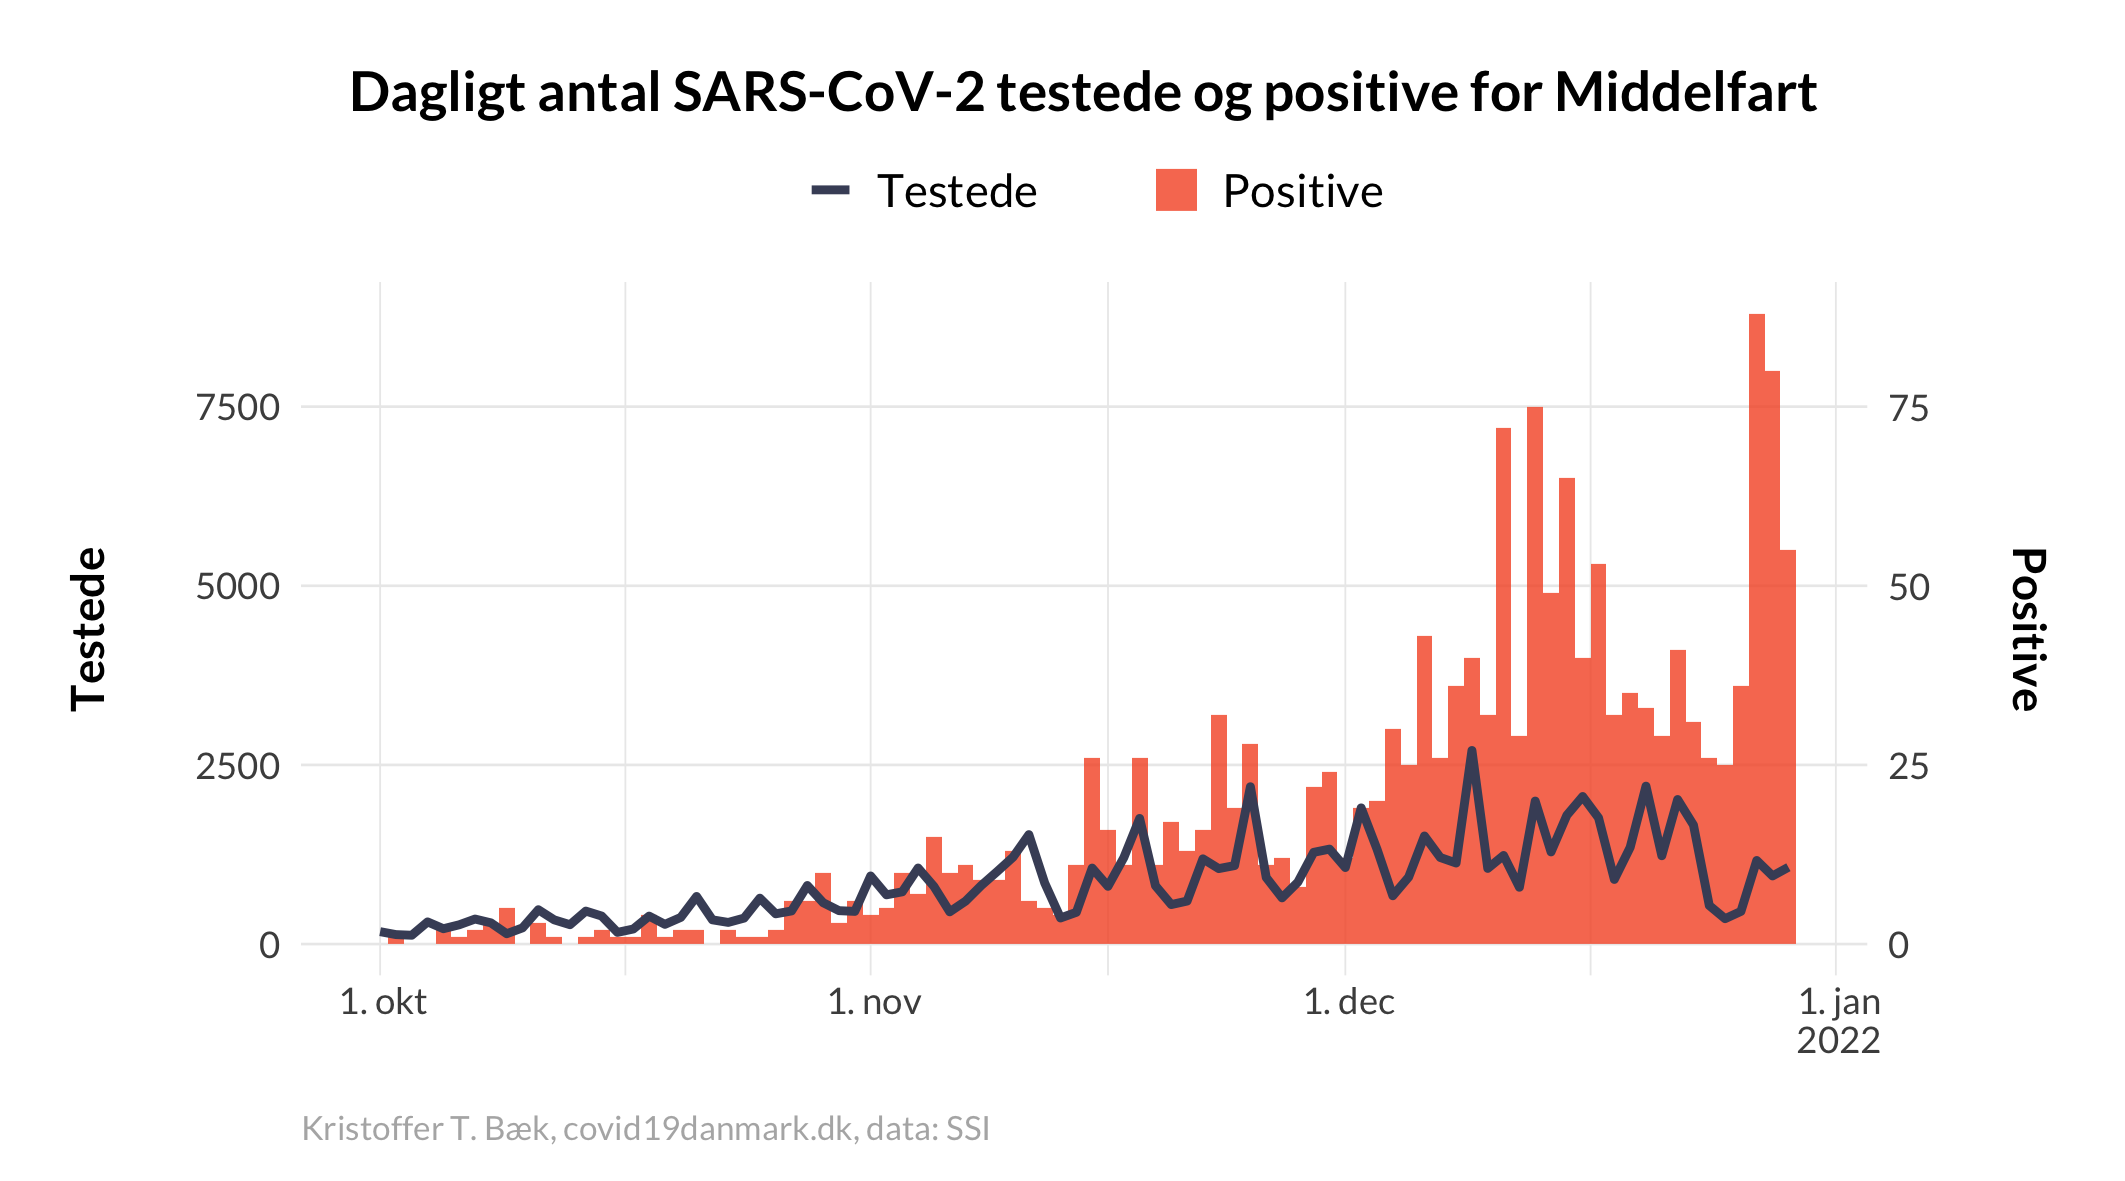 Dagligt antal SARS-CoV-2 testede og positive for Middelfart
Testede
Positive
7500
5000
2500
0
75
50
25
0
Testede
Positive
1. okt
1. nov
1. dec
1. jan
2022
Kristoffer T. Bæk, covid19danmark.dk, data: SSI